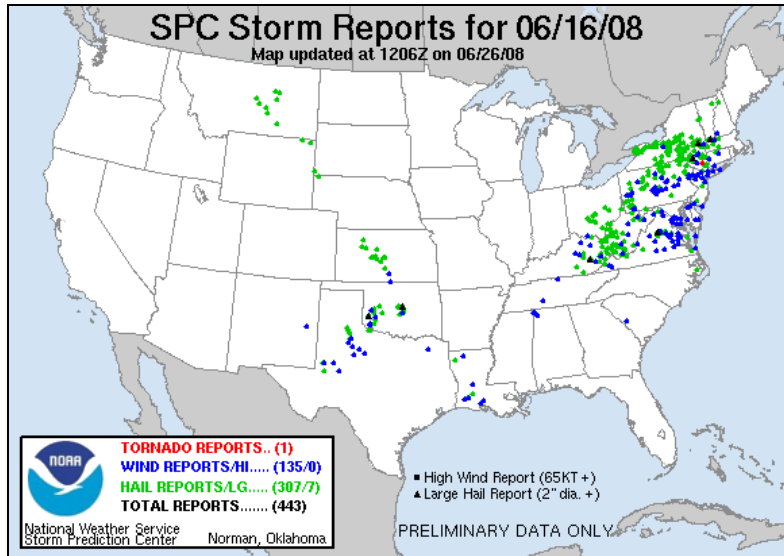 SPC Storm Reports for 06/16/08
Map updated at 1206Z on 06/26/08
TORNADO REPORTS.. (1)
WIND REPORTS/HI..... (135/0)
HAIL REPORTS/LG..... (307/7)
TOTAL REPORTS....... (443)
NOAA
National Weather Service
Storm Prediction Center Norman, Oklahoma
High Wind Report (65KT +)
Large Hail Report (2" dia. +)
PRELIMINARY DATA ONLY